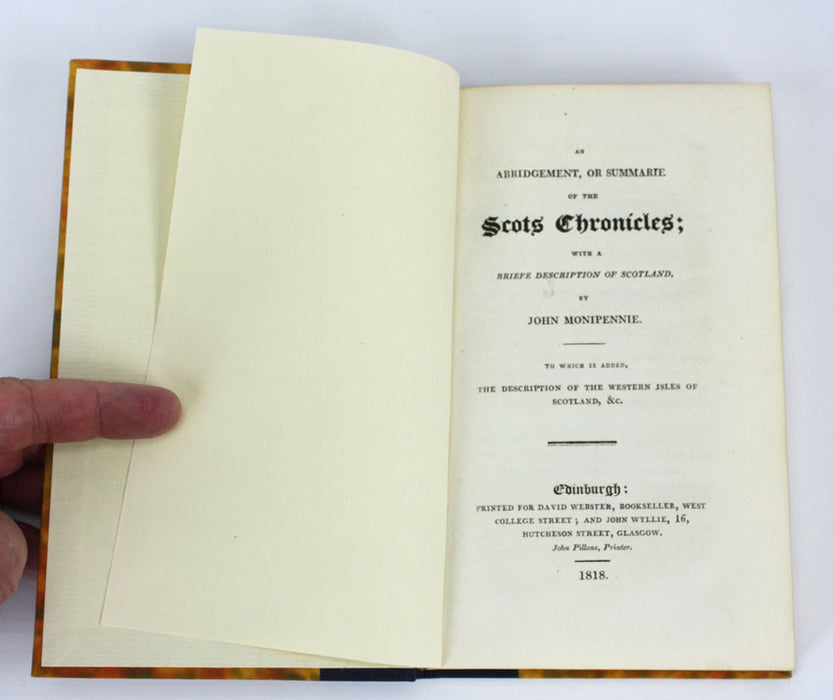 AN
ABRIDGEMENT, OR SUMMARIE
OF THE
Scots Chronicles;
WITH A
BRIEFE DESCRIPTION OF SCOTLAND,
BY
JOHN MONIPENNIE.
TO WHICH IS ADDED,
THE DESCRIPTION OF THE WESTERN ISLES OF
SCOTLAND, &c.
Edinburgh:
PRINTED FOR DAVID WEBSTER, BOOKSELLER, WEST
COLLEGE STREET; AND JOHN WYLLIE, 16,
HUTCHESON STREET, GLASGOW.
John Pillans, Printer.
1818.